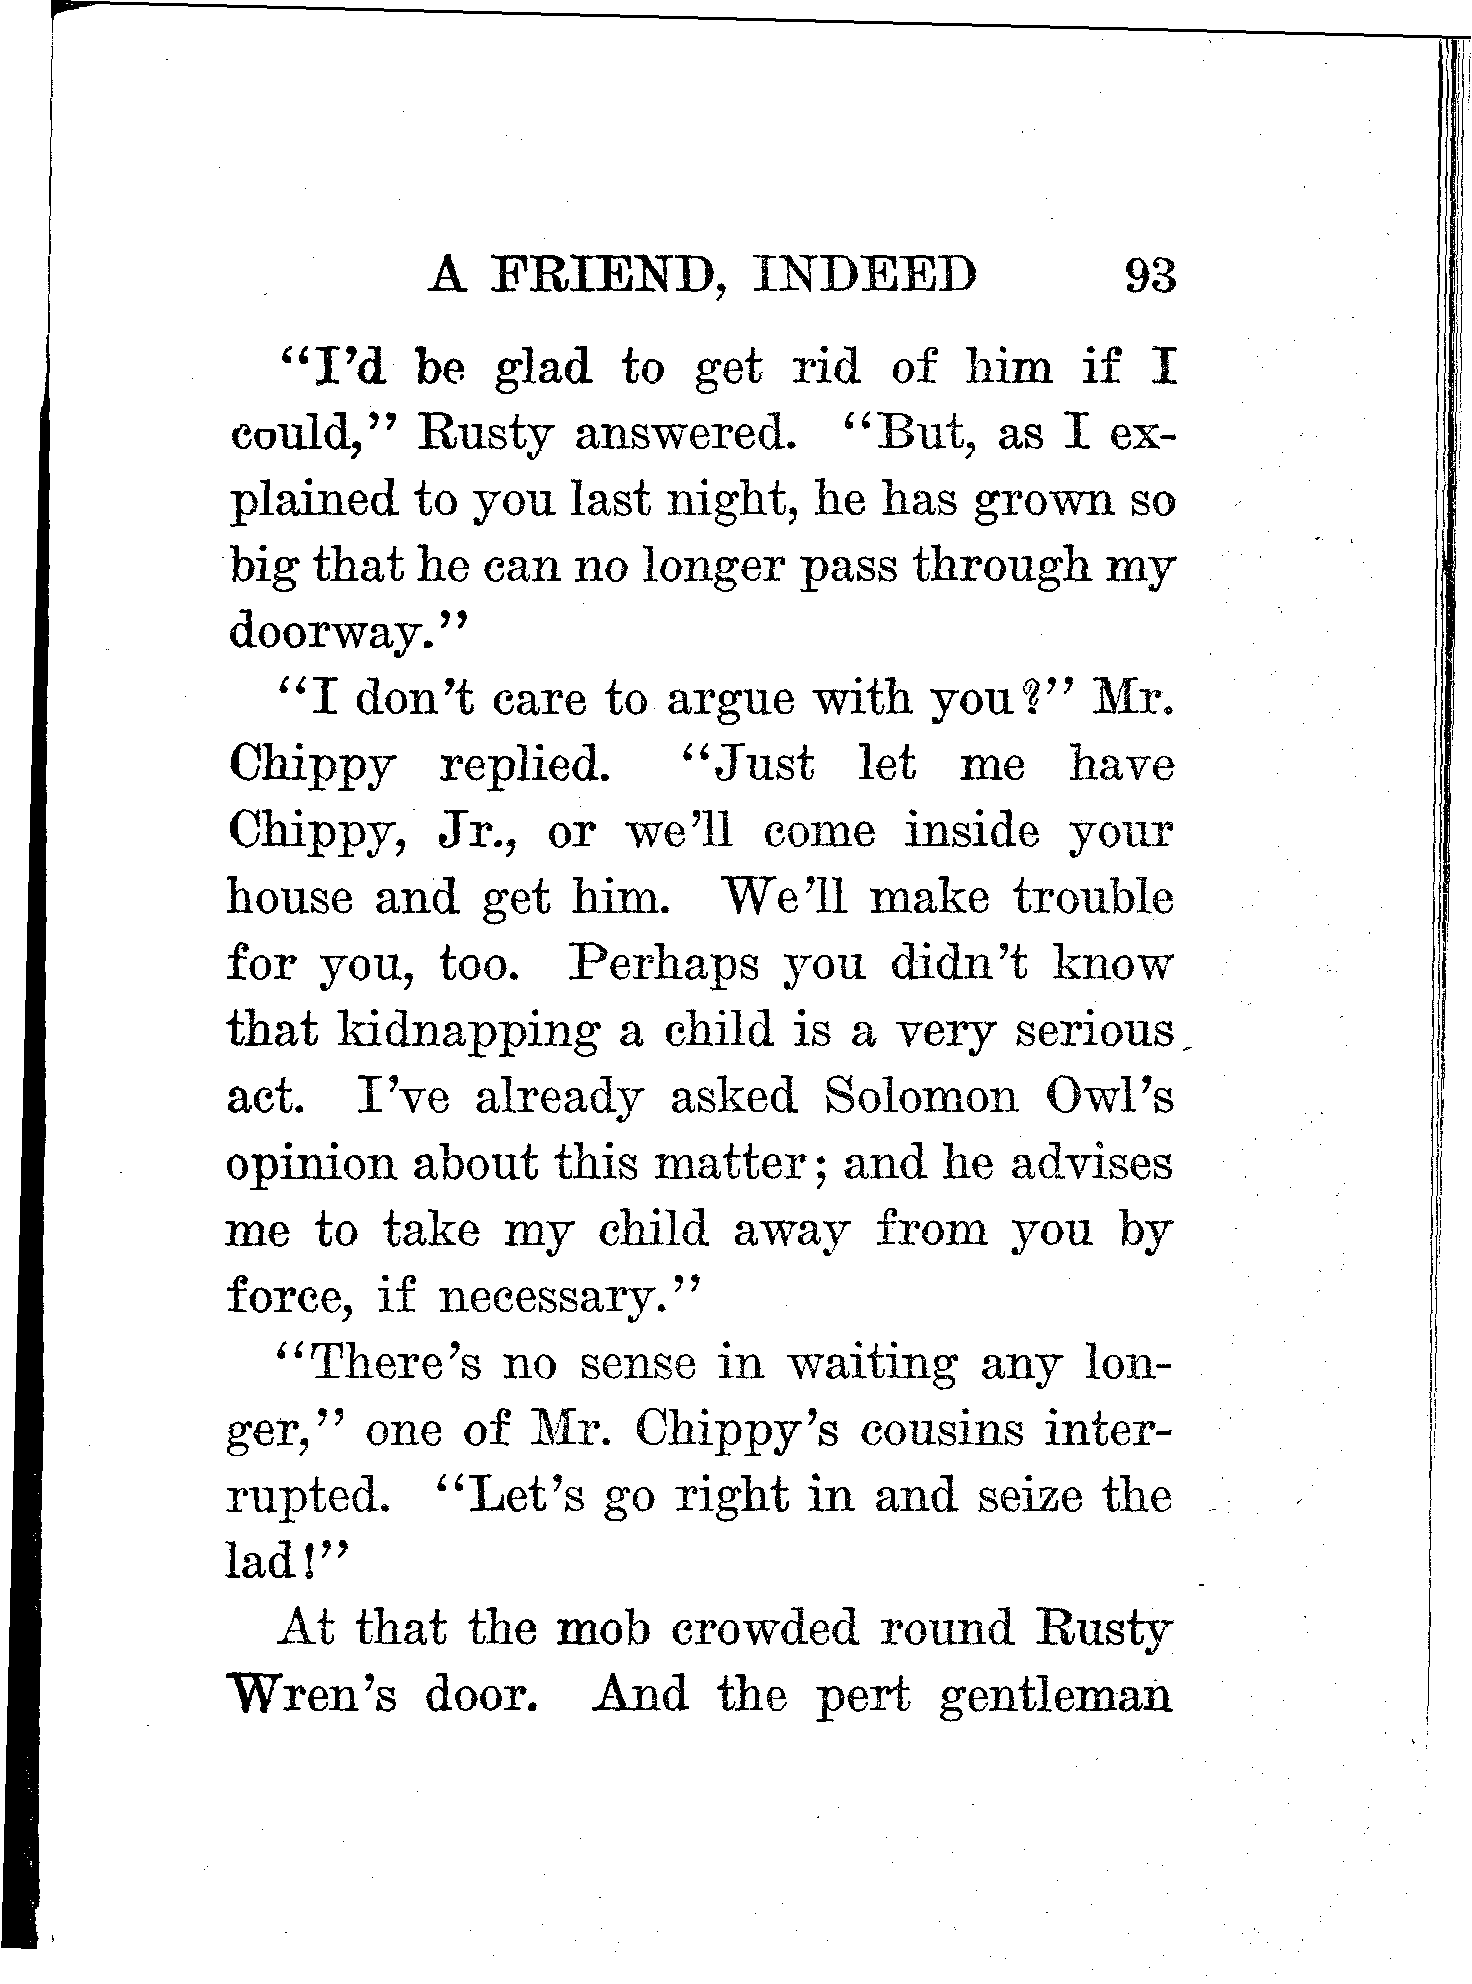 A FRIEND, INDEED 93
"I'd be glad to get rid of him if I
could," Rusty answered. "But, as I ex-
plained to you last night, he has grown so
big that he can no longer pass through my
doorway."
"I don't care to argue with you?" Mr.
Chippy replied. "Just let me have
Chippy, Jr., or we'll come inside your
house and get him. We'll make trouble
for you, too. Perhaps you didn't know
that kidnapping a child is a very serious
act. I've already asked Solomon Owl's
opinion about this matter; and he advises
me to take my child away from you by
force, if necessary."
"There's no sense in waiting any lon-
ger," one of Mr. Chippy's cousins inter-
rupted. "Let's go right in and seize the
lad!"
At that the mob crowded round Rusty
Wren's door. And the pert gentleman